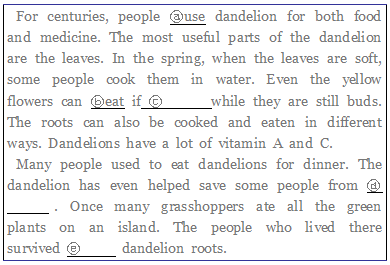 For centuries, people ⓐuse dandelion for both food
and medicine. The most useful parts of the dandelion
are the leaves. In the spring, when the leaves are soft,
some people cook them in water. Even the yellow
flowers can ⓑeat if ⓒ while they are still buds.
The roots can also be cooked and eaten in different
ways. Dandelions have a lot of vitamin A and C.
Many people used to eat dandelions for dinner. The
dandelion has even helped save some people from ⓓ
. Once many grasshoppers ate all the green
plants on an island. The people who lived there
survived ⓔ dandelion roots.